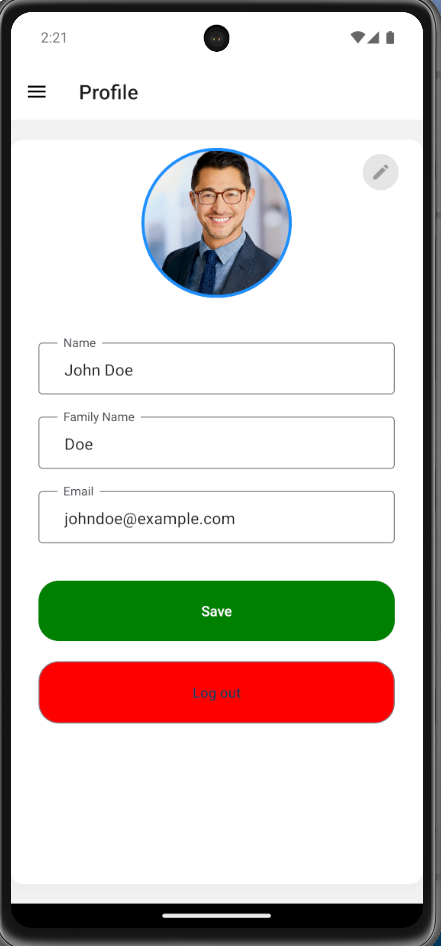 2:21
Profile
Name
John Doe
Family Name
Doe
Email
johndoe@example.com
Save
Log out